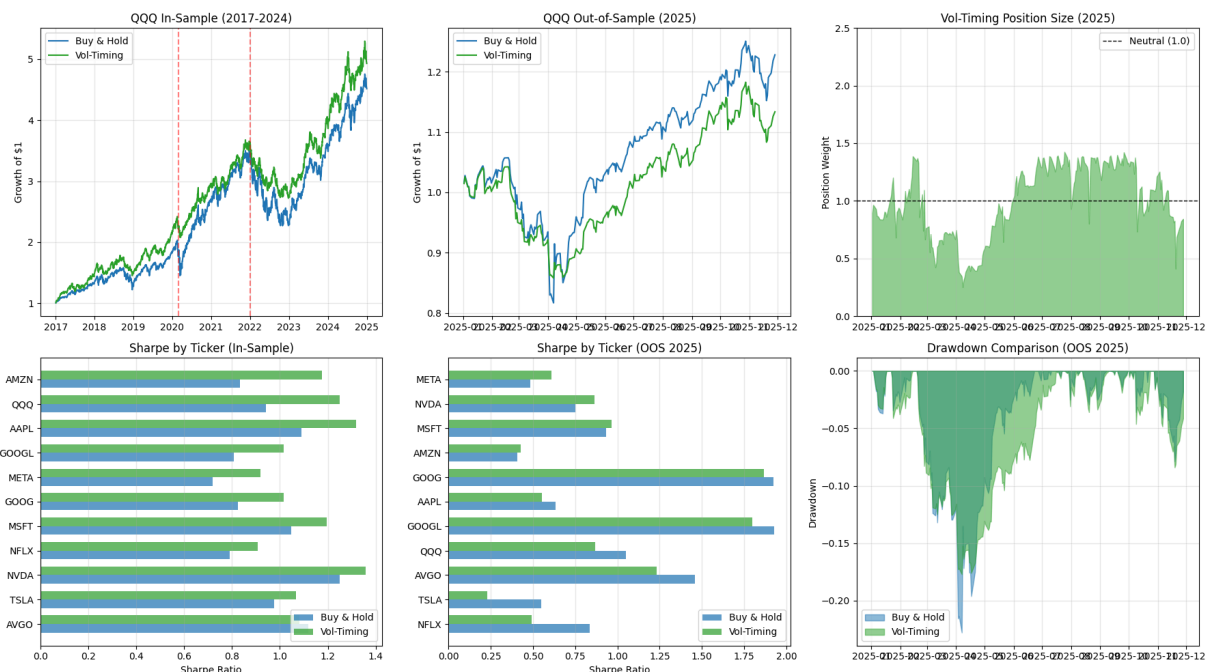 QQQ In-Sample (2017-2024)
Growth of $1
5
4
3
2
1
Buy & Hold
Vol-Timing
2017 2018 2019 2020 2021 2022 2023 2024 2025
QQQ Out-of-Sample (2025)
Growth of $1
1.2
1.1
1.0
0.9
0.8
Buy & Hold
Vol-Timing
2025-12
Vol-Timing Position Size (2025)
Position Weight
2.5
2.0
1.5
1.0
0.5
0.0
Neutral (1.0)
2025-12
Sharpe by Ticker (In-Sample)
AMZN
QQQ
AAPL
GOOGL
META
GOOG
MSFT
NFLX
NVDA
TSLA
AVGO
Buy & Hold
Vol-Timing
0.0 0.2 0.4 0.6 0.8 1.0 1.2 1.4
Sharpe Ratio
Sharpe by Ticker (OOS 2025)
META
NVDA
MSFT
AMZN
GOOG
AAPL
GOOGL
QQQ
AVGO
TSLA
NFLX
Buy & Hold
Vol-Timing
0.00 0.25 0.50 0.75 1.00 1.25 1.50 1.75 2.00
Sharpe Ratio
Drawdown Comparison (OOS 2025)
Drawdown
0.00
−0.05
−0.10
−0.15
−0.20
Buy & Hold
Vol-Timing
2025-12